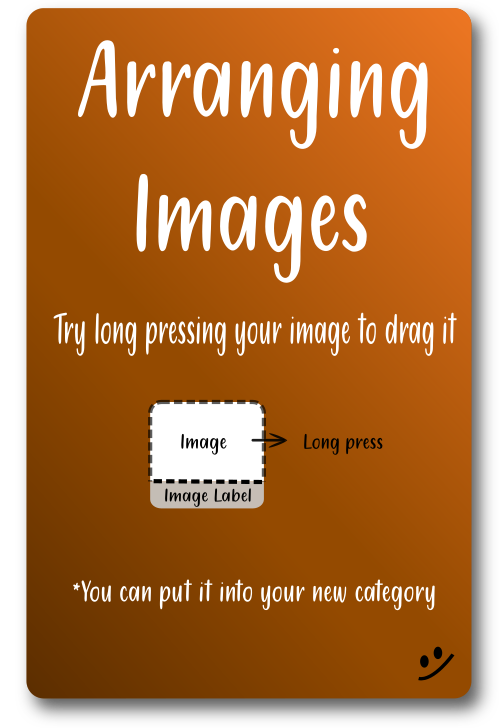 Arranging
Images
Try long pressing your image to drag it
Image
Long press
Image Label
*You can put it into your new category